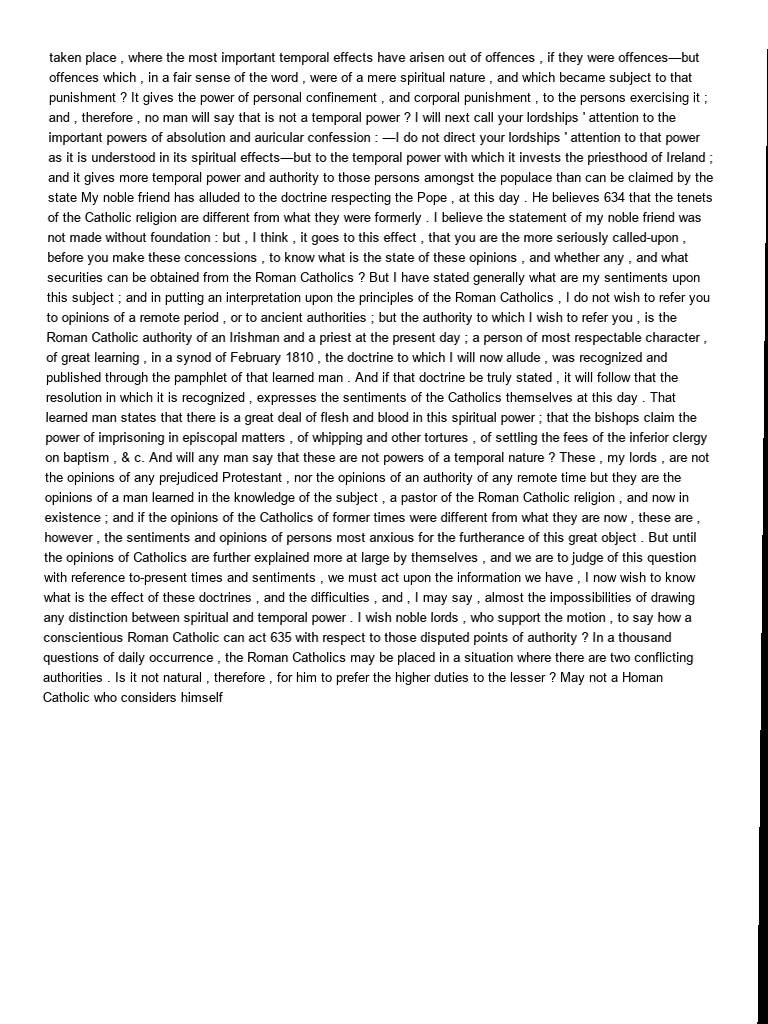 taken place , where the most important temporal effects have arisen out of offences , if they were offences—but
offences which , in a fair sense of the word , were of a mere spiritual nature , and which became subject to that
punishment ? It gives the power of personal confinement , and corporal punishment , to the persons exercising it ;
and , therefore , no man will say that is not a temporal power ? I will next call your lordships ' attention to the
important powers of absolution and auricular confession : —I do not direct your lordships ' attention to that power
as it is understood in its spiritual effects—but to the temporal power with which it invests the priesthood of Ireland ;
and it gives more temporal power and authority to those persons amongst the populace than can be claimed by the
state My noble friend has alluded to the doctrine respecting the Pope , at this day . He believes 634 that the tenets
of the Catholic religion are different from what they were formerly . I believe the statement of my noble friend was
not made without foundation : but , I think , it goes to this effect , that you are the more seriously called-upon ,
before you make these concessions , to know what is the state of these opinions , and whether any , and what
securities can be obtained from the Roman Catholics ? But I have stated generally what are my sentiments upon
this subject ; and in putting an interpretation upon the principles of the Roman Catholics , I do not wish to refer you
to opinions of a remote period , or to ancient authorities ; but the authority to which I wish to refer you , is the
Roman Catholic authority of an Irishman and a priest at the present day ; a person of most respectable character ,
of great learning , in a synod of February 1810 , the doctrine to which I will now allude , was recognized and
published through the pamphlet of that learned man . And if that doctrine be truly stated , it will follow that the
resolution in which it is recognized , expresses the sentiments of the Catholics themselves at this day . That
learned man states that there is a great deal of flesh and blood in this spiritual power ; that the bishops claim the
power of imprisoning in episcopal matters , of whipping and other tortures , of settling the fees of the inferior clergy
on baptism , & c. And will any man say that these are not powers of a temporal nature ? These , my lords , are not
the opinions of any prejudiced Protestant , nor the opinions of an authority of any remote time but they are the
opinions of a man learned in the knowledge of the subject , a pastor of the Roman Catholic religion , and now in
existence ; and if the opinions of the Catholics of former times were different from what they are now , these are ,
however , the sentiments and opinions of persons most anxious for the furtherance of this great object . But until
the opinions of Catholics are further explained more at large by themselves , and we are to judge of this question
with reference to-present times and sentiments , we must act upon the information we have , I now wish to know
what is the effect of these doctrines , and the difficulties , and , I may say , almost the impossibilities of drawing
any distinction between spiritual and temporal power . I wish noble lords , who support the motion , to say how a
conscientious Roman Catholic can act 635 with respect to those disputed points of authority ? In a thousand
questions of daily occurrence , the Roman Catholics may be placed in a situation where there are two conflicting
authorities . Is it not natural , therefore , for him to prefer the higher duties to the lesser ? May not a Homan
Catholic who considers himself